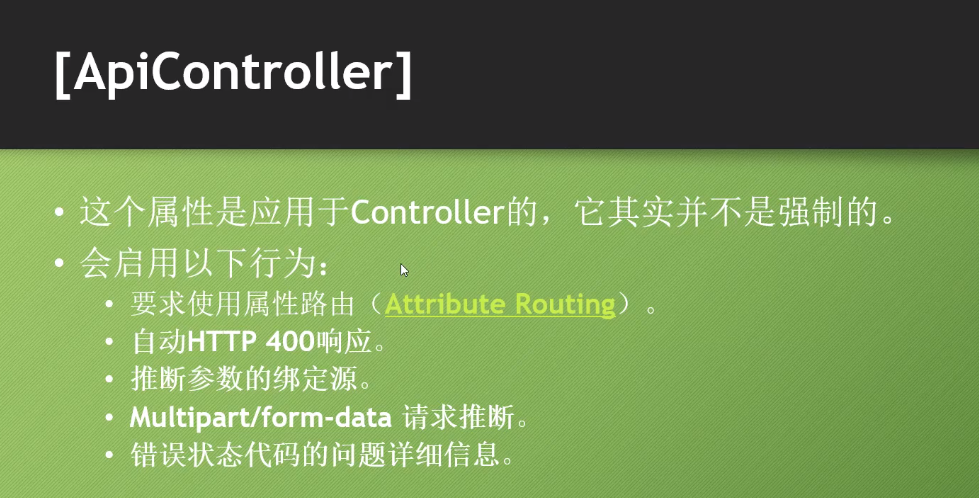 [ApiController]
• 这个属性是应用于Controller的，它其实并不是强制的。
• 会启用以下行为：
• 要求使用属性路由（Attribute Routing）。
• 自动HTTP 400响应。
• 推断参数的绑定源。
• Multipart/form-data 请求推断。
• 错误状态代码的问题详细信息。